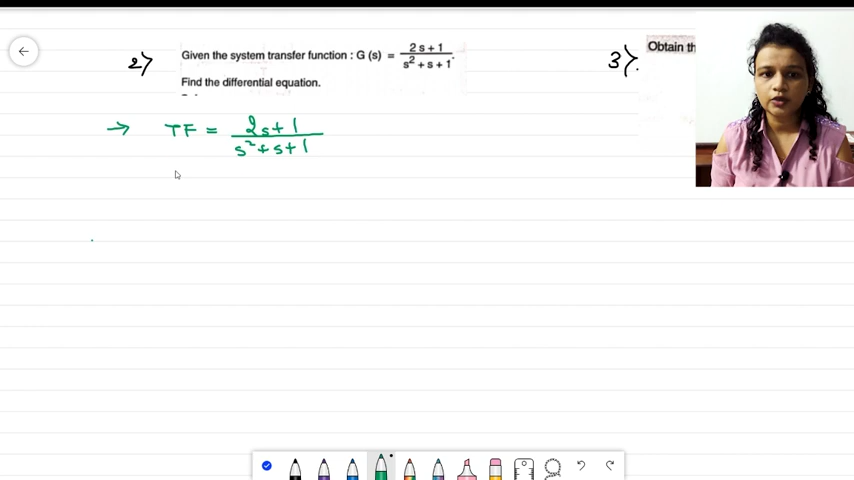 2) Given the system transfer function : G (s) = (2 s + 1)/(s² + s + 1).
Find the differential equation.
→ TF = (2s+1)/(s²+s+1)
3). Obtain